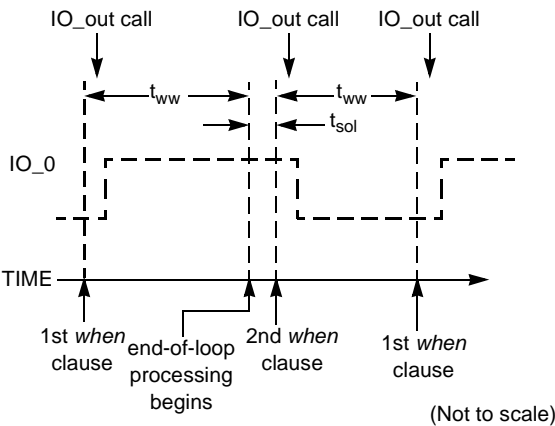 IO_out call IO_out call IO_out call
tww tww
tsol
IO_0
TIME
1st when clause
end-of-loop processing begins
2nd when clause
1st when clause
(Not to scale)